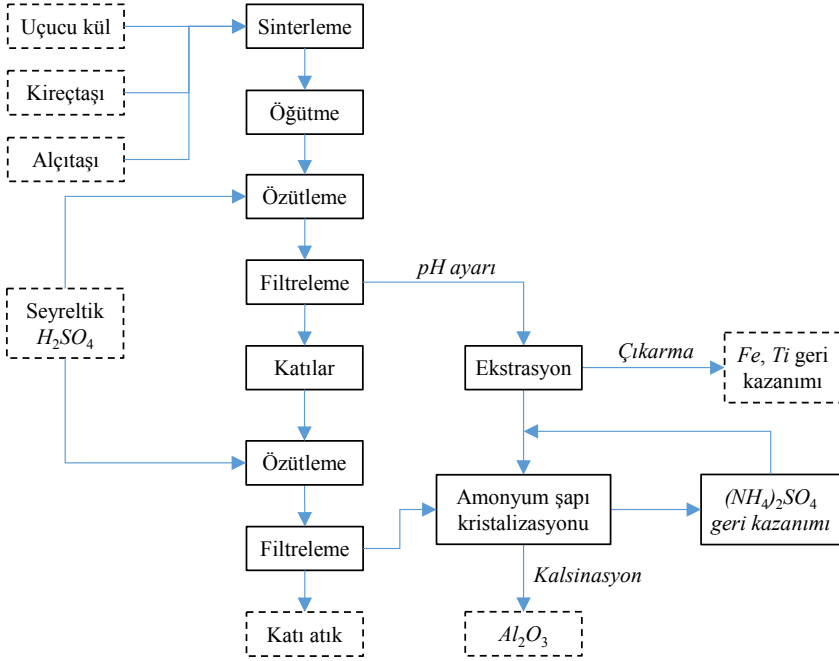 Uçucu kül
Sinterleme
Kireçtaşı
Öğütme
Alçıtaşı
Özütleme
Filtreleme
pH ayarı
Seyreltik
H₂SO₄
Katılar
Ekstrasyon
Çıkarma
Fe, Ti geri
kazanımı
Özütleme
Amonyum şapı
kristalizasyonu
(NH₄)₂SO₄
geri kazanımı
Filtreleme
Kalsinasyon
Katı atık
Al₂O₃